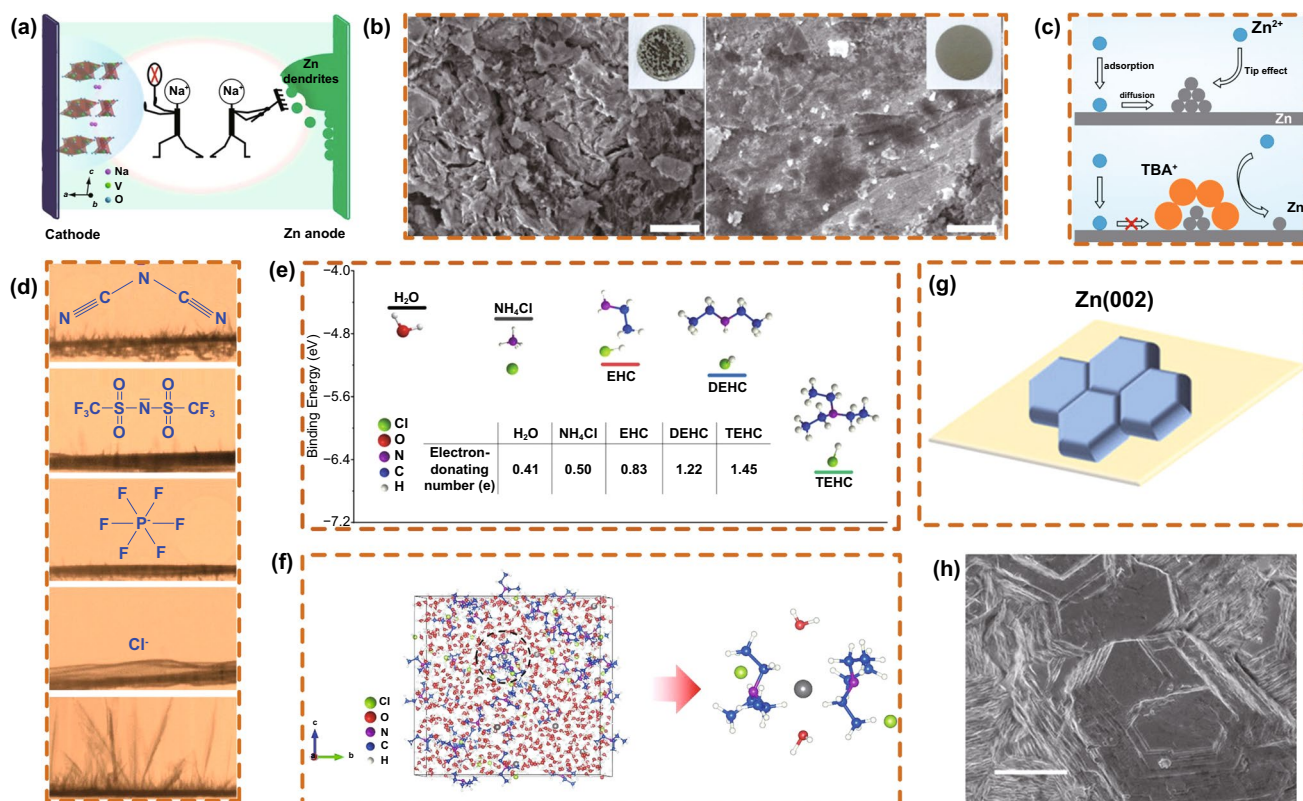 (a)
Zn
dendrites
Na⁺
Na⁺
Na
V
O
c
a
b
Cathode
Zn anode
(b)
(c)
Zn²⁺
adsorption
Tip effect
diffusion
Zn
TBA⁺
Zn
(d)
N
C
C
N
N
O
O
F₃C
S
N̅
S
CF₃
O
O
F
F
F
P⁻
F
F
F
Cl⁻
(e)
Binding Energy (eV)
−4.0
−4.8
−5.6
−6.4
−7.2
H₂O
NH₄Cl
EHC
DEHC
TEHC
Cl
O
N
C
H
H₂O NH₄Cl EHC DEHC TEHC
Electron-
donating
number (e)
0.41 0.50 0.83 1.22 1.45
(f)
Cl
O
N
C
H
c
b
(g)
Zn(002)
(h)